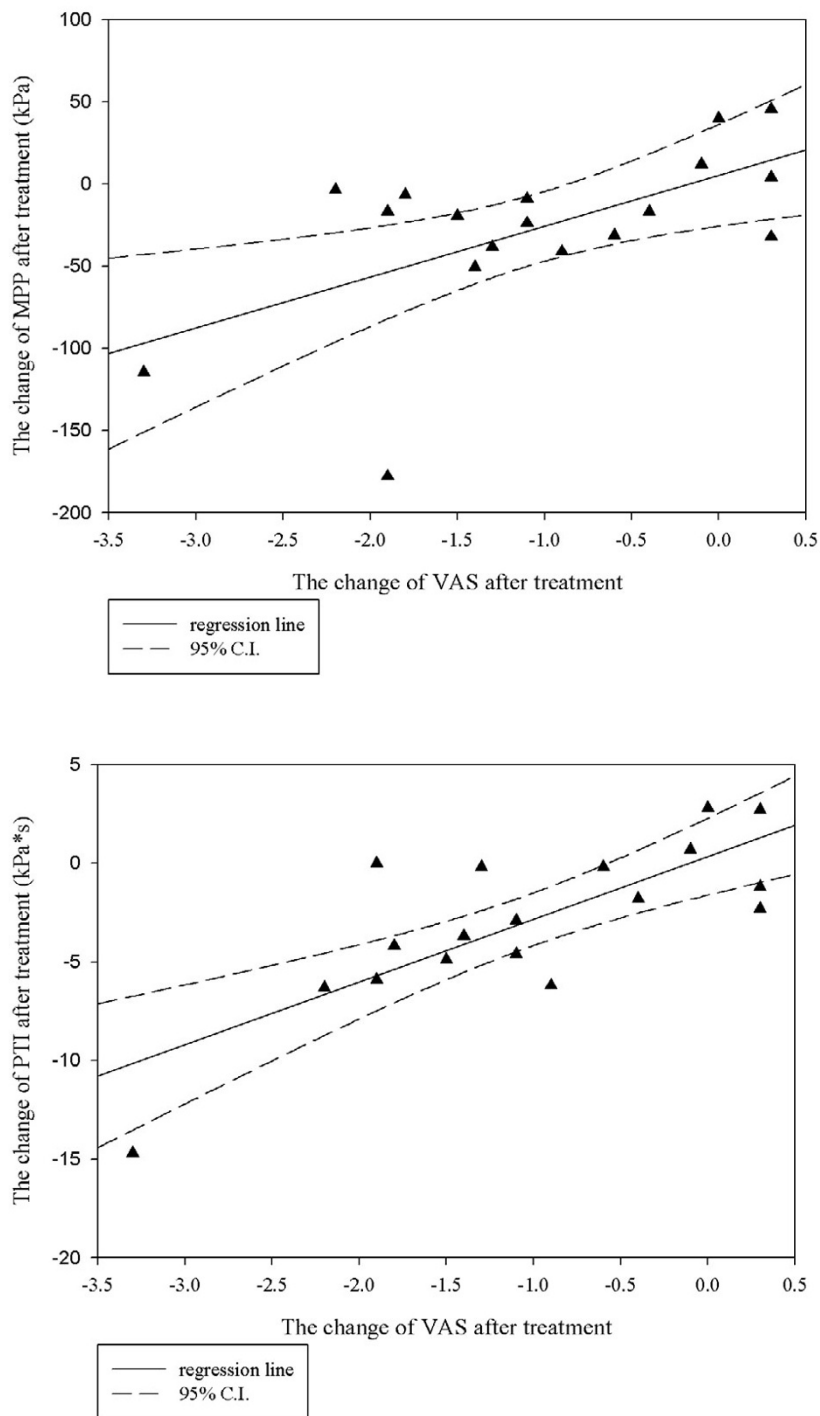 The change of MPP after treatment (kPa)
100
50
0
-50
-100
-150
-200
-3.5 -3.0 -2.5 -2.0 -1.5 -1.0 -0.5 0.0 0.5
The change of VAS after treatment
regression line
95% C.I.
The change of PTI after treatment (kPa*s)
5
0
-5
-10
-15
-20
-3.5 -3.0 -2.5 -2.0 -1.5 -1.0 -0.5 0.0 0.5
The change of VAS after treatment
regression line
95% C.I.